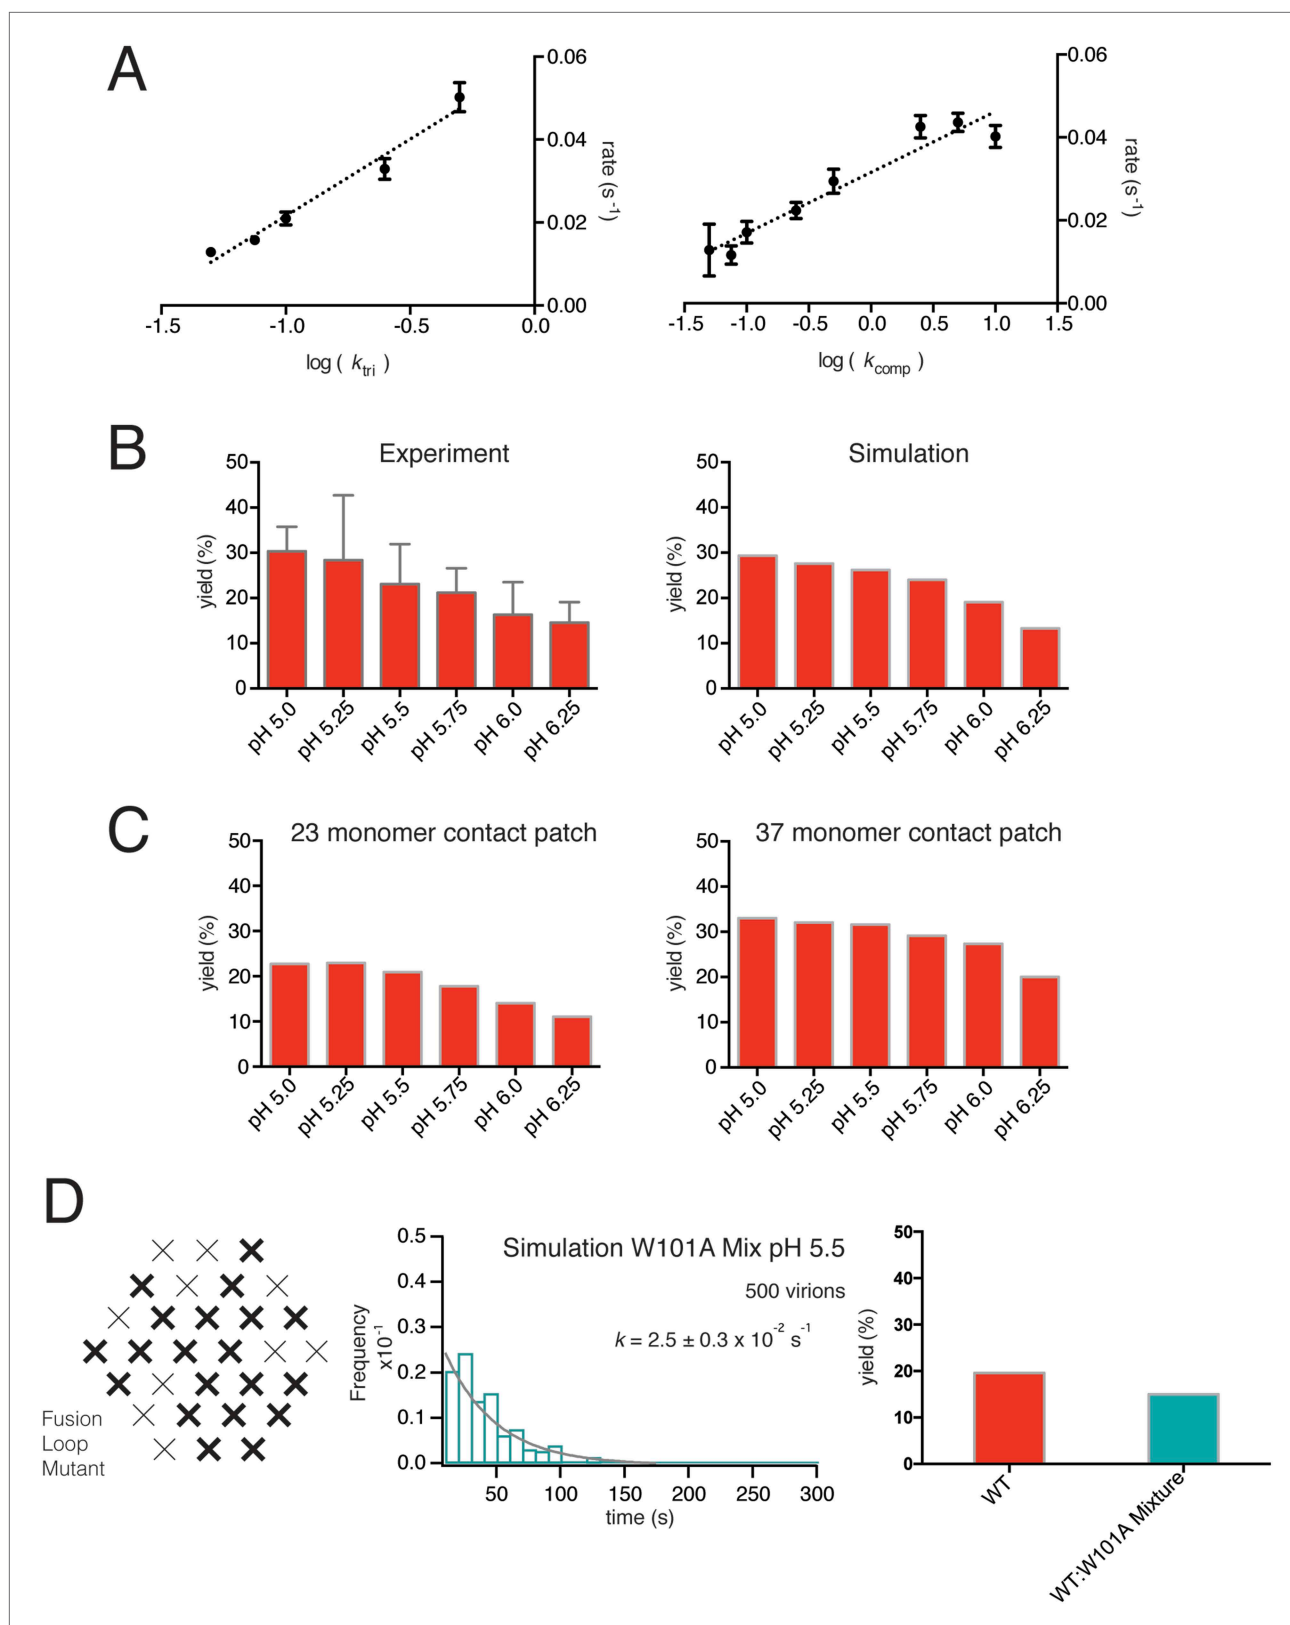 A
0.06
0.04
0.02
0.00
rate (s-1)
-1.5 -1.0 -0.5 0.0
log ( ktri )
0.06
0.04
0.02
0.00
rate (s-1)
-1.5 -1.0 -0.5 0.0 0.5 1.0 1.5
log ( kcomp )
B
Experiment
50
40
30
20
10
0
yield (%)
pH 5.0 pH 5.25 pH 5.5 pH 5.75 pH 6.0 pH 6.25
Simulation
50
40
30
20
10
0
yield (%)
pH 5.0 pH 5.25 pH 5.5 pH 5.75 pH 6.0 pH 6.25
C
23 monomer contact patch
50
40
30
20
10
0
yield (%)
pH 5.0 pH 5.25 pH 5.5 pH 5.75 pH 6.0 pH 6.25
37 monomer contact patch
50
40
30
20
10
0
yield (%)
pH 5.0 pH 5.25 pH 5.5 pH 5.75 pH 6.0 pH 6.25
D
Fusion
Loop
Mutant
Simulation W101A Mix pH 5.5
500 virions
k = 2.5 ± 0.3 x 10-2 s-1
0.5
0.4
0.3
0.2
0.1
0.0
Frequency
x10-1
50 100 150 200 250 300
time (s)
50
40
30
20
10
0
yield (%)
WT
WT:W101A Mixture